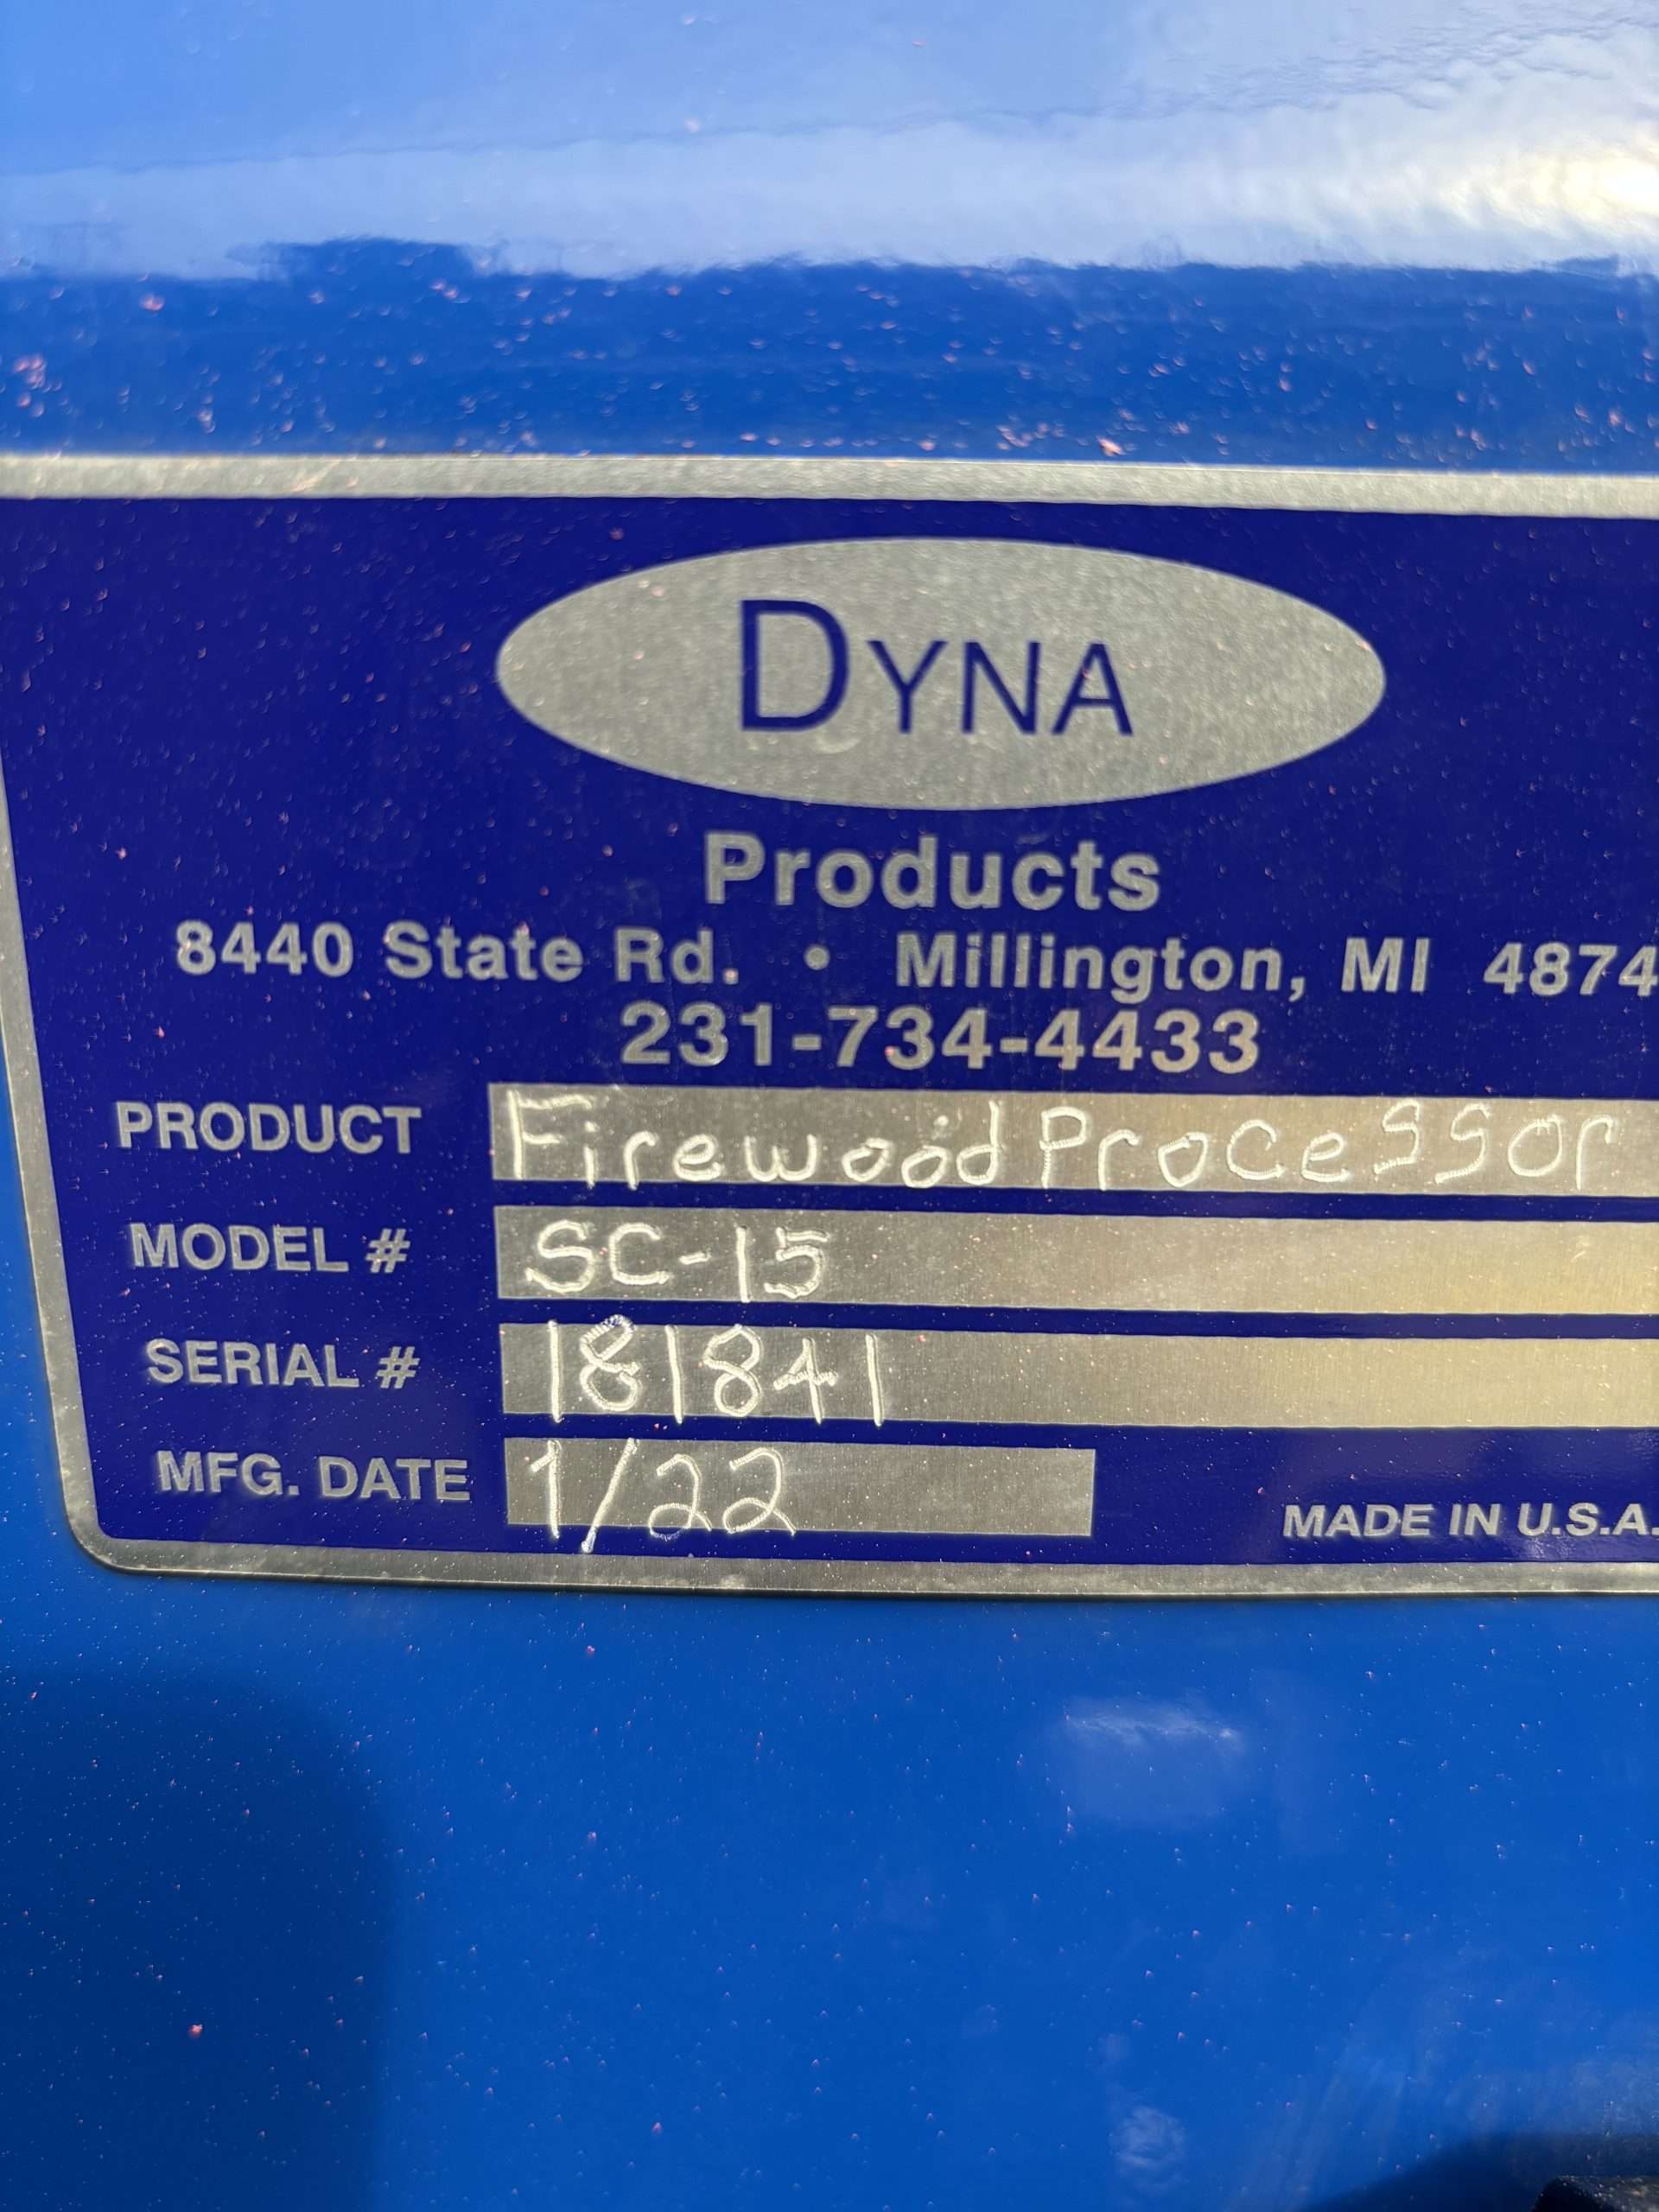 DYNA
Products
8440 State Rd. • Millington, MI 4874
231-734-4433
PRODUCT Firewood Processor
MODEL # SC-15
SERIAL # 181841
MFG. DATE 1/22
MADE IN U.S.A.